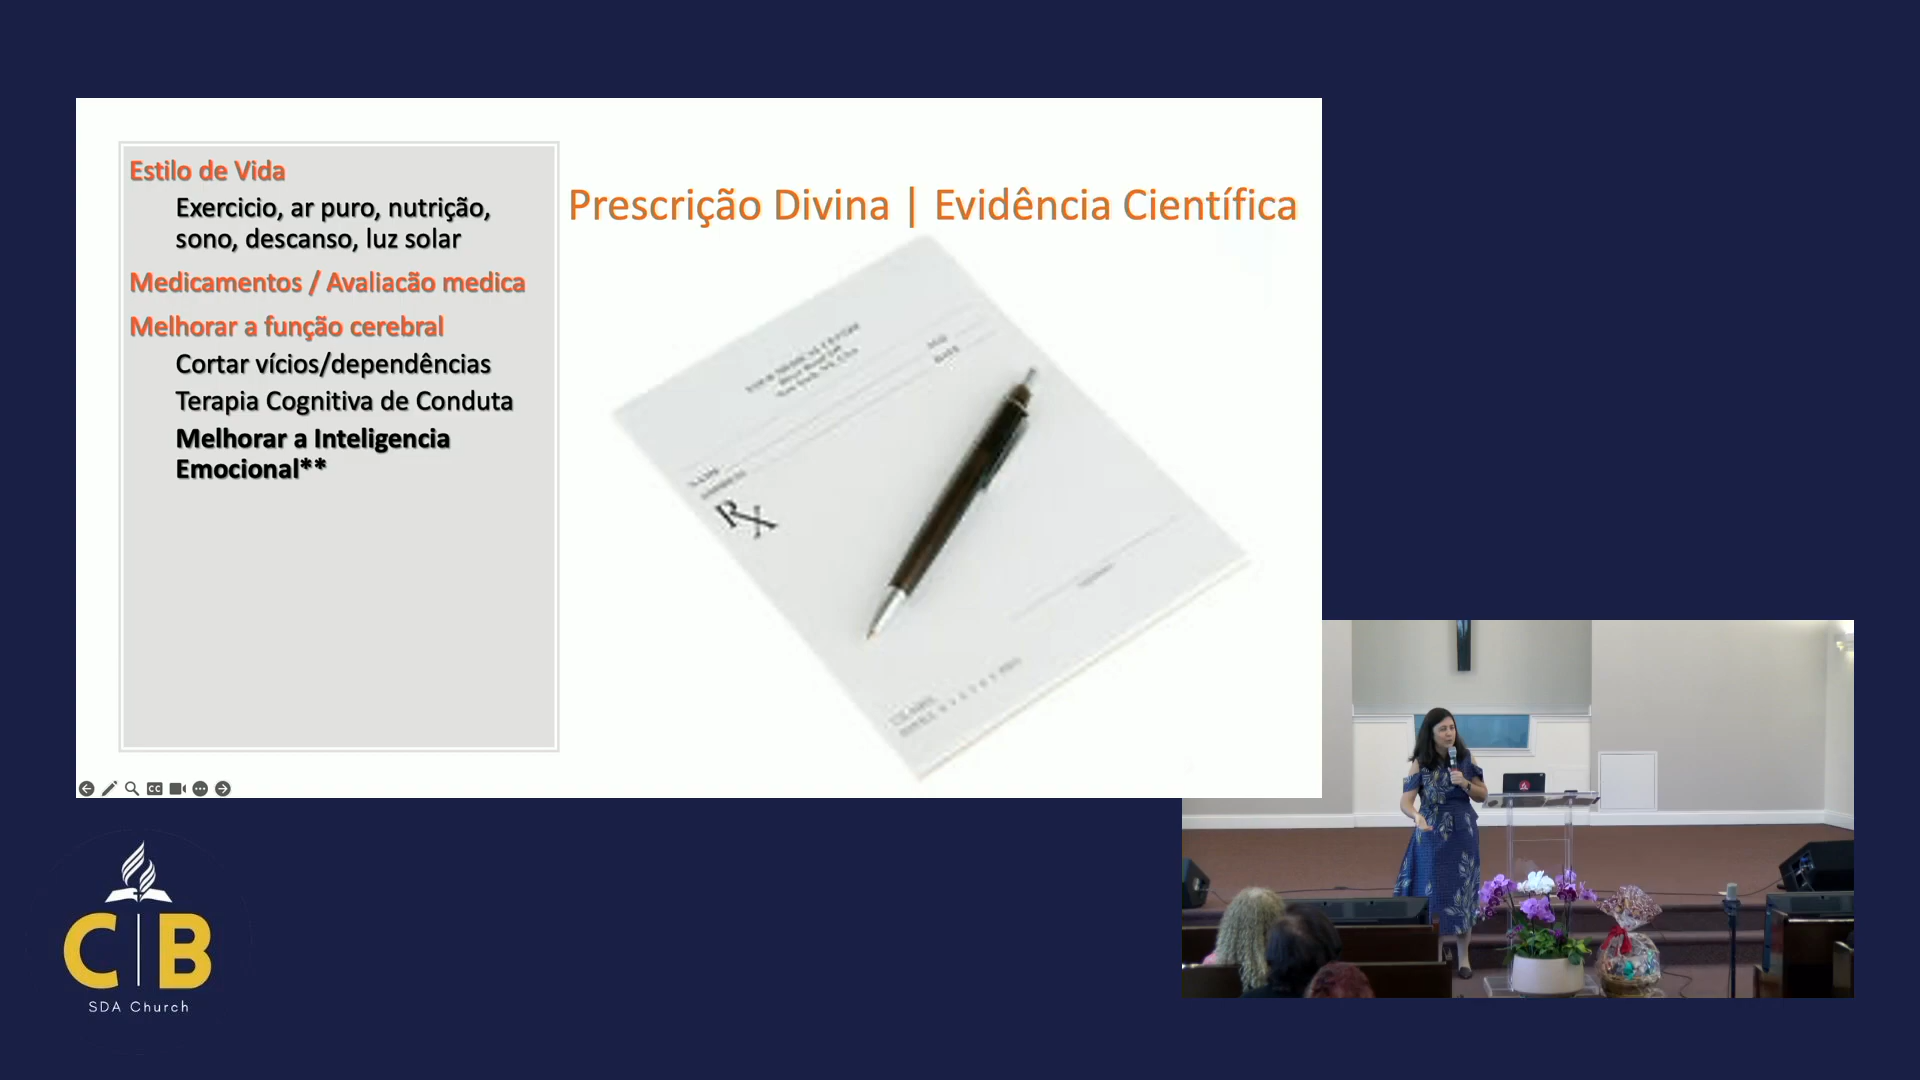 Estilo de Vida
Exercicio, ar puro, nutrição,
sono, descanso, luz solar
Medicamentos / Avaliacão medica
Melhorar a função cerebral
Cortar vícios/dependências
Terapia Cognitiva de Conduta
Melhorar a Inteligencia
Emocional**
Prescrição Divina | Evidência Científica
Rx
CC
C|B
SDA Church